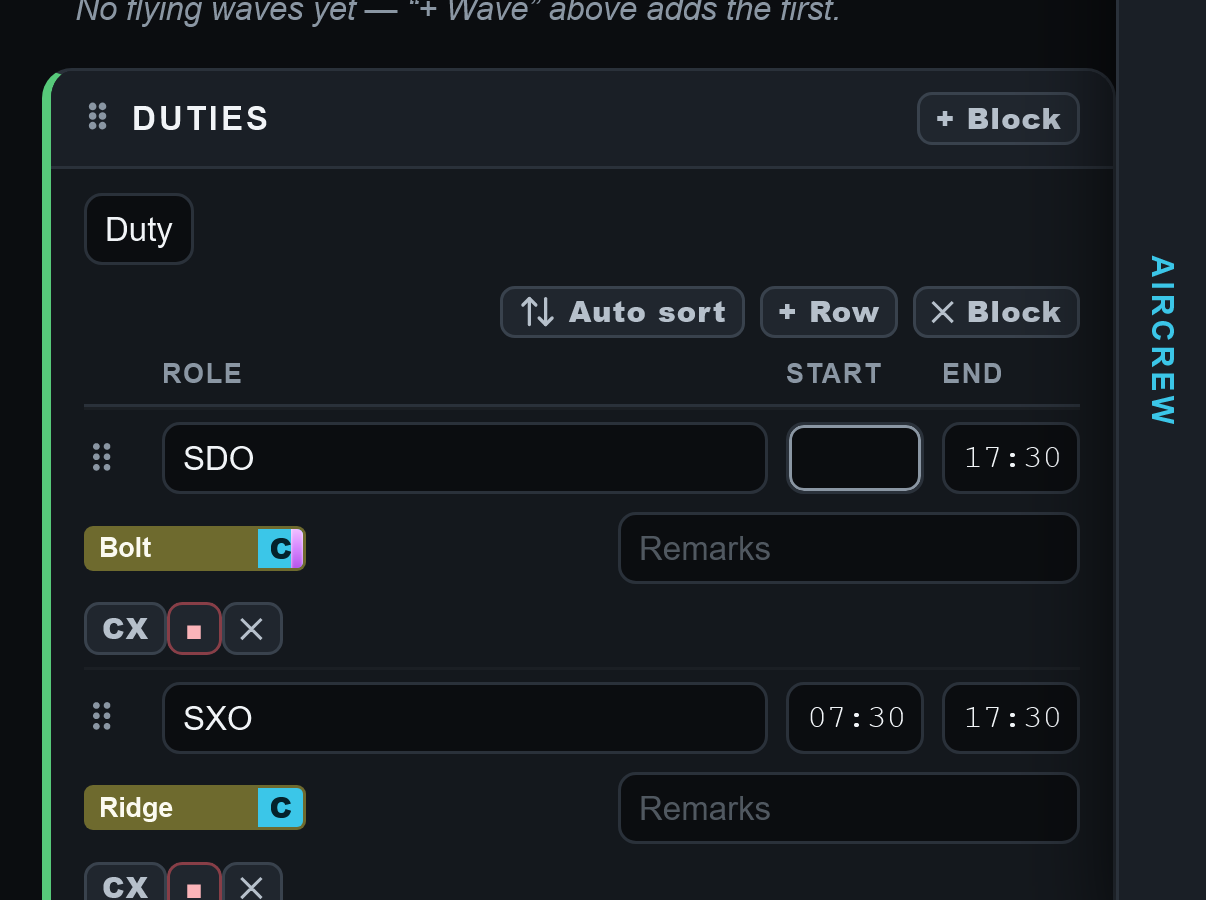 No flying waves yet — “+ Wave” above adds the first.
DUTIES
+ Block
Duty
Auto sort
+ Row
Block
ROLE START END
SDO 17:30
Bolt C Remarks
CX
SXO 07:30 17:30
Ridge C Remarks
CX
AIRCREW